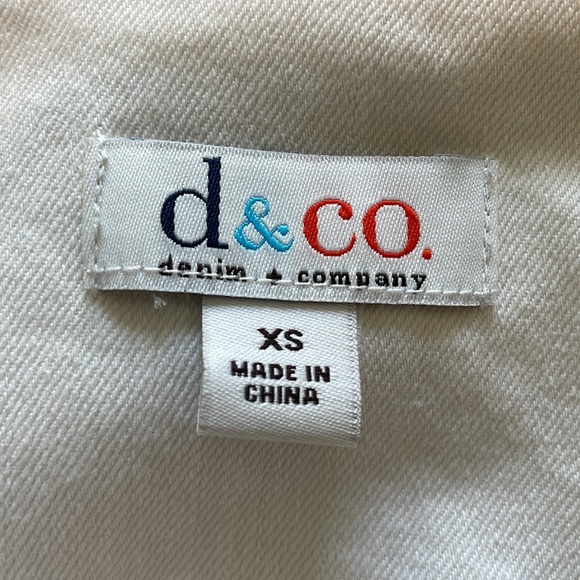 d&co.
denim + company
XS
MADE IN
CHINA